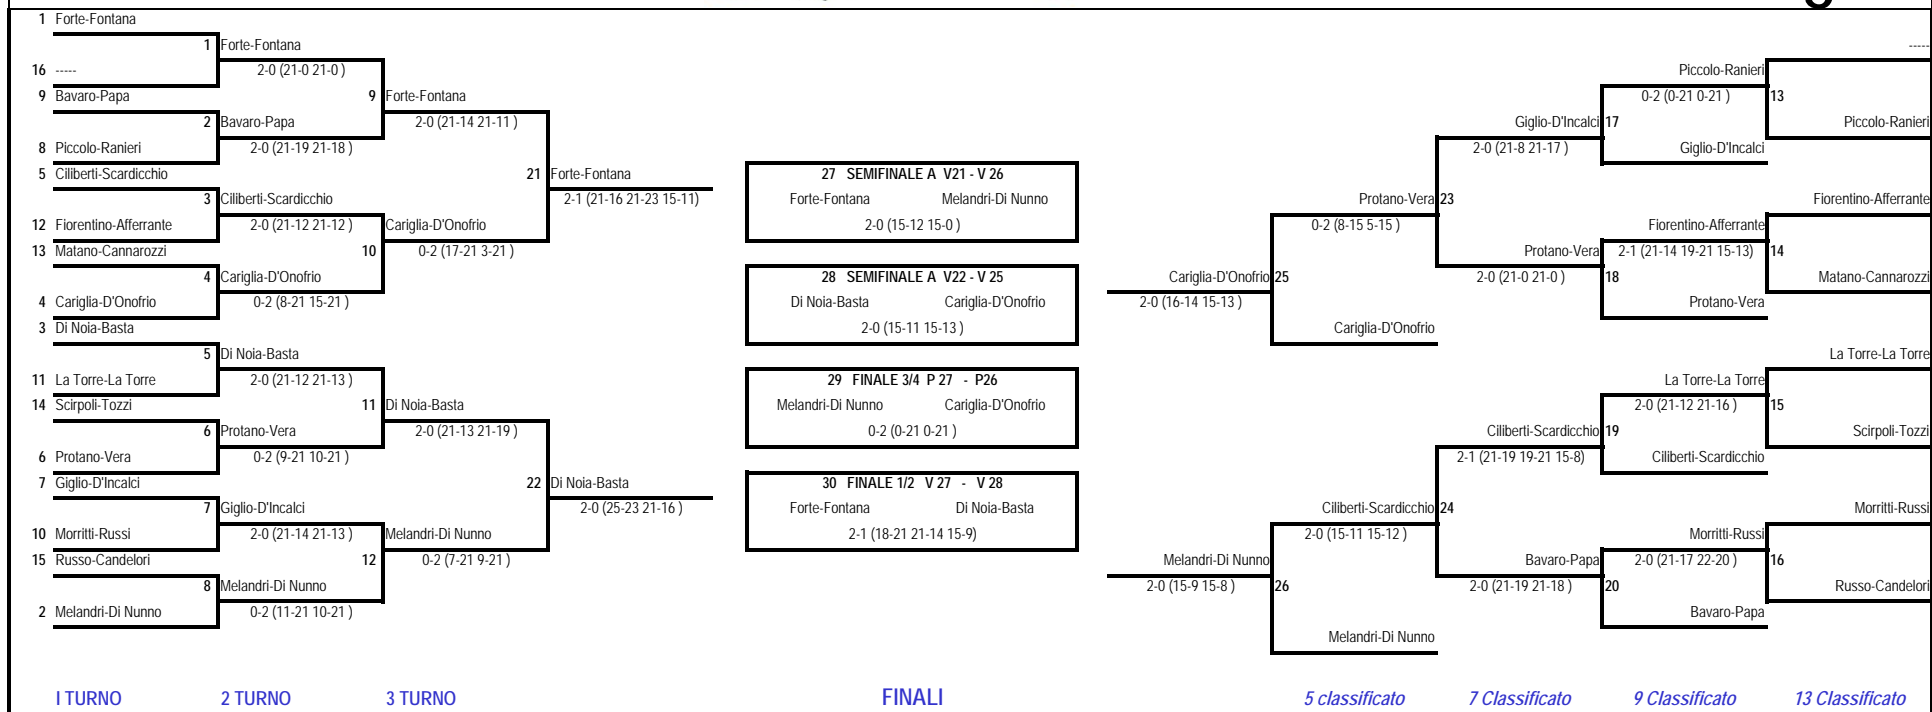 1 Forte-Fontana
1 Forte-Fontana -----
16 ----- 2-0 (21-0 21-0 ) Piccolo-Ranieri
9 Bavaro-Papa 9 Forte-Fontana 0-2 (0-21 0-21 ) 13
2 Bavaro-Papa 2-0 (21-14 21-11 ) Giglio-D'Incalci 17 Piccolo-Ranieri
8 Piccolo-Ranieri 2-0 (21-19 21-18 ) 2-0 (21-8 21-17 ) Giglio-D'Incalci
5 Ciliberti-Scardicchio 21 Forte-Fontana 27 SEMIFINALE A V21 - V 26
3 Ciliberti-Scardicchio 2-1 (21-16 21-23 15-11) Forte-Fontana Melandri-Di Nunno Protano-Vera 23 Fiorentino-Afferrante
12 Fiorentino-Afferrante 2-0 (21-12 21-12 ) Cariglia-D'Onofrio 2-0 (15-12 15-0 ) 0-2 (8-15 5-15 ) Fiorentino-Afferrante
13 Matano-Cannarozzi 10 0-2 (17-21 3-21 ) Protano-Vera 2-1 (21-14 19-21 15-13) 14
4 Cariglia-D'Onofrio 28 SEMIFINALE A V22 - V 25 Cariglia-D'Onofrio 25 2-0 (21-0 21-0 ) 18 Matano-Cannarozzi
4 Cariglia-D'Onofrio 0-2 (8-21 15-21 ) Di Noia-Basta Cariglia-D'Onofrio 2-0 (16-14 15-13 ) Protano-Vera
3 Di Noia-Basta 2-0 (15-11 15-13 ) Cariglia-D'Onofrio
5 Di Noia-Basta La Torre-La Torre
11 La Torre-La Torre 2-0 (21-12 21-13 ) 29 FINALE 3/4 P 27 - P26 La Torre-La Torre
14 Scirpoli-Tozzi 11 Di Noia-Basta Melandri-Di Nunno Cariglia-D'Onofrio 2-0 (21-12 21-16 ) 15
6 Protano-Vera 2-0 (21-13 21-19 ) 0-2 (0-21 0-21 ) Ciliberti-Scardicchio 19 Scirpoli-Tozzi
6 Protano-Vera 0-2 (9-21 10-21 ) 2-1 (21-19 19-21 15-8) Ciliberti-Scardicchio
7 Giglio-D'Incalci 22 Di Noia-Basta 30 FINALE 1/2 V 27 - V 28
7 Giglio-D'Incalci 2-0 (25-23 21-16 ) Forte-Fontana Di Noia-Basta Ciliberti-Scardicchio 24 Morritti-Russi
10 Morritti-Russi 2-0 (21-14 21-13 ) Melandri-Di Nunno 2-1 (18-21 21-14 15-9) 2-0 (15-11 15-12 ) Morritti-Russi
15 Russo-Candelori 12 0-2 (7-21 9-21 ) Melandri-Di Nunno Bavaro-Papa 2-0 (21-17 22-20 ) 16
8 Melandri-Di Nunno 2-0 (15-9 15-8 ) 26 2-0 (21-19 21-18 ) 20 Russo-Candelori
2 Melandri-Di Nunno 0-2 (11-21 10-21 ) Bavaro-Papa
Melandri-Di Nunno
I TURNO 2 TURNO 3 TURNO FINALI 5 classificato 7 Classificato 9 Classificato 13 Classificato